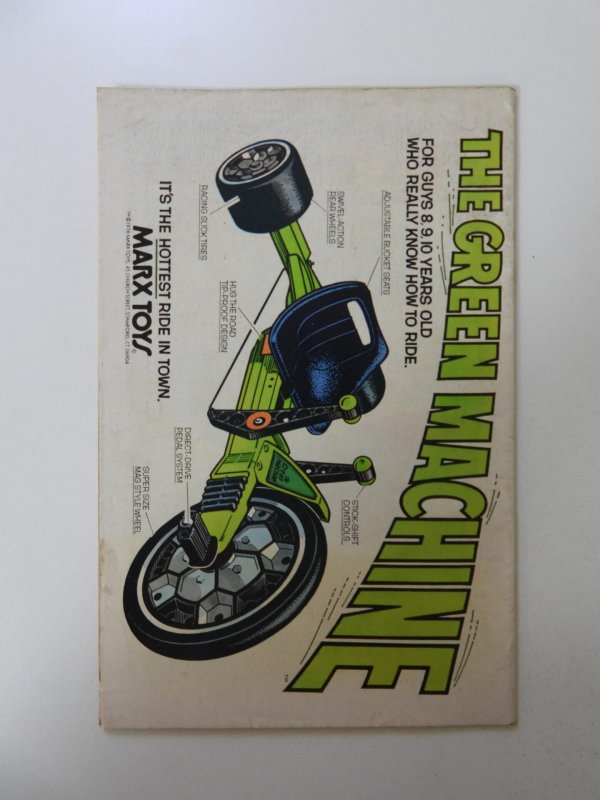 THE GREEN MACHINE™
FOR GUYS 8, 9, 10 YEARS OLD
WHO REALLY KNOW HOW TO RIDE.
ADJUSTABLE BUCKET SEATS
SWIVEL-ACTION
REAR WHEELS
STICK-SHIFT
CONTROLS
RACING SLICK TIRES
HUG THE ROAD
TIP-PROOF DESIGN
DIRECT-DRIVE
PEDAL SYSTEM
SUPER SIZE
MAG STYLE WHEEL
IT'S THE HOTTEST RIDE IN TOWN.
MARX TOYS®